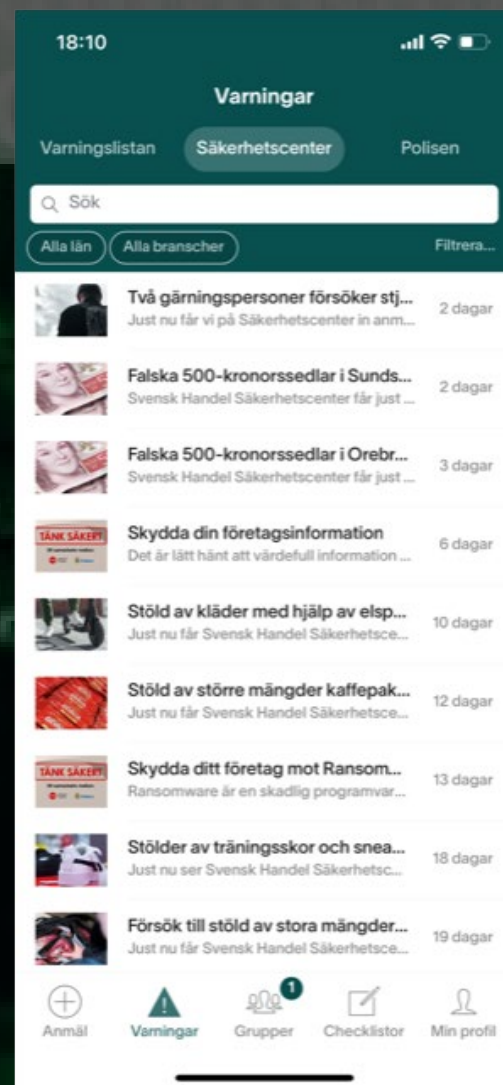 18:10
Varningar
Varningslistan Säkerhetscenter Polisen
Sök
Alla län Alla branscher Filtrera...
Två gärningspersoner försöker stj...
2 dagar
Just nu får vi på Säkerhetscenter in anm...
Falska 500-kronorssedlar i Sunds...
2 dagar
Svensk Handel Säkerhetscenter får just ...
Falska 500-kronorssedlar i Orebr...
3 dagar
Svensk Handel Säkerhetscenter får just ...
TÄNK SÄKERT
Skydda din företagsinformation
6 dagar
Det är lätt hänt att värdefull information ...
Stöld av kläder med hjälp av elsp...
10 dagar
Just nu får Svensk Handel Säkerhetsce...
Stöld av större mängder kaffepak...
12 dagar
Just nu får Svensk Handel Säkerhetsce...
TÄNK SÄKERT
Skydda ditt företag mot Ransom...
13 dagar
Ransomware är en skadlig programvar...
Stölder av träningsskor och snea...
18 dagar
Just nu ser Svensk Handel Säkerhetsc...
Försök till stöld av stora mängder...
19 dagar
Just nu får Svensk Handel Säkerhetsce...
1
Anmäl Varningar Grupper Checklistor Min profil